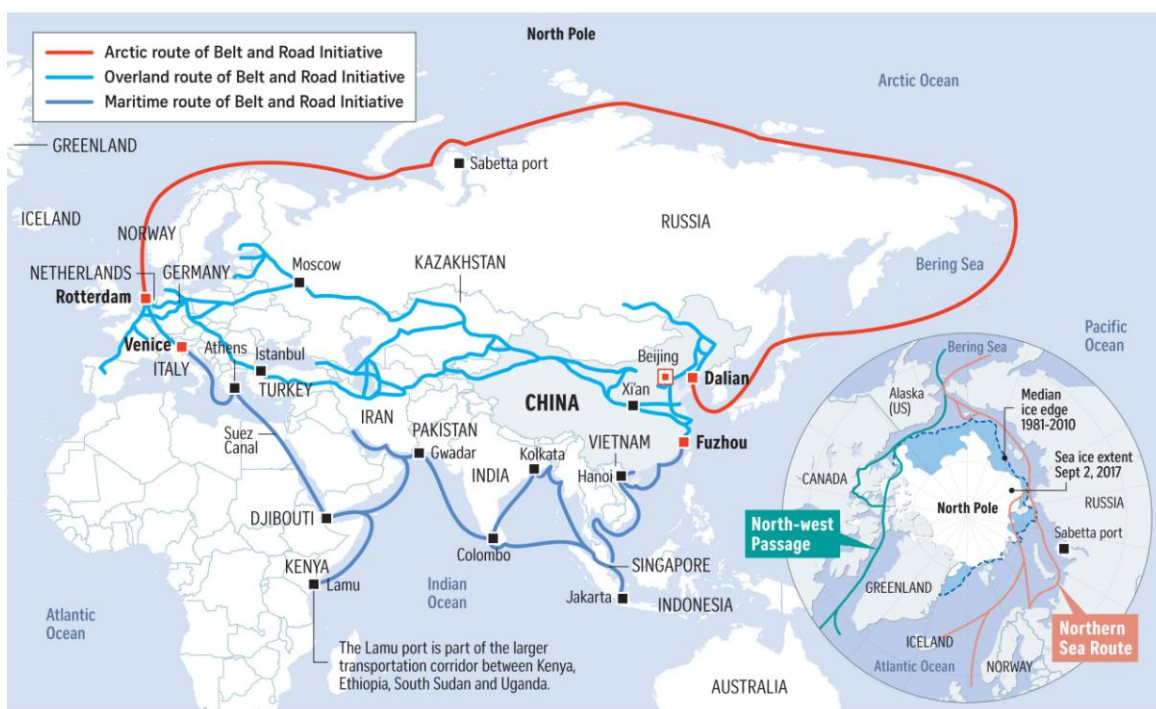 North Pole
Arctic route of Belt and Road Initiative
Overland route of Belt and Road Initiative
Maritime route of Belt and Road Initiative
Arctic Ocean
GREENLAND
Sabetta port
ICELAND
NORWAY
RUSSIA
Bering Sea
NETHERLANDS
GERMANY
Moscow
KAZAKHSTAN
Rotterdam
Pacific
Ocean
Venice
ITALY
Athens
Istanbul
TURKEY
Beijing
Dalian
Xi'an
CHINA
IRAN
PAKISTAN
Gwadar
Suez
Canal
INDIA
Kolkata
VIETNAM
Hanoi
Fuzhou
DJIBOUTI
KENYA
Lamu
Colombo
SINGAPORE
Jakarta
INDONESIA
Indian
Ocean
Atlantic
Ocean
The Lamu port is part of the larger
transportation corridor between Kenya,
Ethiopia, South Sudan and Uganda.
AUSTRALIA
Bering Sea
Alaska
(US)
Median
ice edge
1981-2010
Sea ice extent
Sept 2, 2017
CANADA
North Pole
RUSSIA
Sabetta port
North-west
Passage
GREENLAND
ICELAND
Atlantic Ocean
NORWAY
Northern
Sea Route